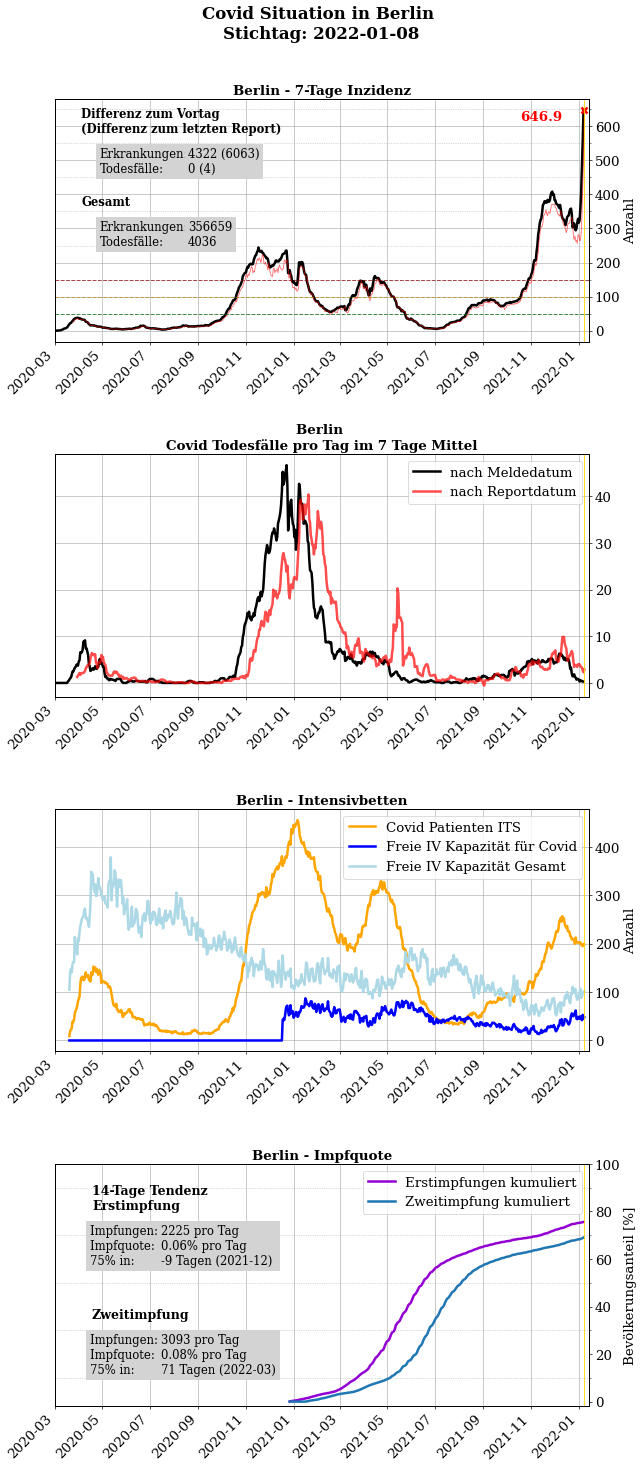 Covid Situation in Berlin
Stichtag: 2022-01-08
Berlin - 7-Tage Inzidenz
Differenz zum Vortag
(Differenz zum letzten Report)
Erkrankungen 4322 (6063)
Todesfälle: 0 (4)
Gesamt
Erkrankungen 356659
Todesfälle: 4036
646.9
600
500
400
300
200
100
0
Anzahl
2020-03
2020-05
2020-07
2020-09
2020-11
2021-01
2021-03
2021-05
2021-07
2021-09
2021-11
2022-01
Berlin
Covid Todesfälle pro Tag im 7 Tage Mittel
nach Meldedatum
nach Reportdatum
40
30
20
10
0
2020-03
2020-05
2020-07
2020-09
2020-11
2021-01
2021-03
2021-05
2021-07
2021-09
2021-11
2022-01
Berlin - Intensivbetten
Covid Patienten ITS
Freie IV Kapazität für Covid
Freie IV Kapazität Gesamt
400
300
200
100
0
Anzahl
2020-03
2020-05
2020-07
2020-09
2020-11
2021-01
2021-03
2021-05
2021-07
2021-09
2021-11
2022-01
Berlin - Impfquote
14-Tage Tendenz
Erstimpfung
Impfungen: 2225 pro Tag
Impfquote: 0.06% pro Tag
75% in: -9 Tagen (2021-12)
Zweitimpfung
Impfungen: 3093 pro Tag
Impfquote: 0.08% pro Tag
75% in: 71 Tagen (2022-03)
Erstimpfungen kumuliert
Zweitimpfung kumuliert
100
80
60
40
20
0
Bevölkerungsanteil [%]
2020-03
2020-05
2020-07
2020-09
2020-11
2021-01
2021-03
2021-05
2021-07
2021-09
2021-11
2022-01